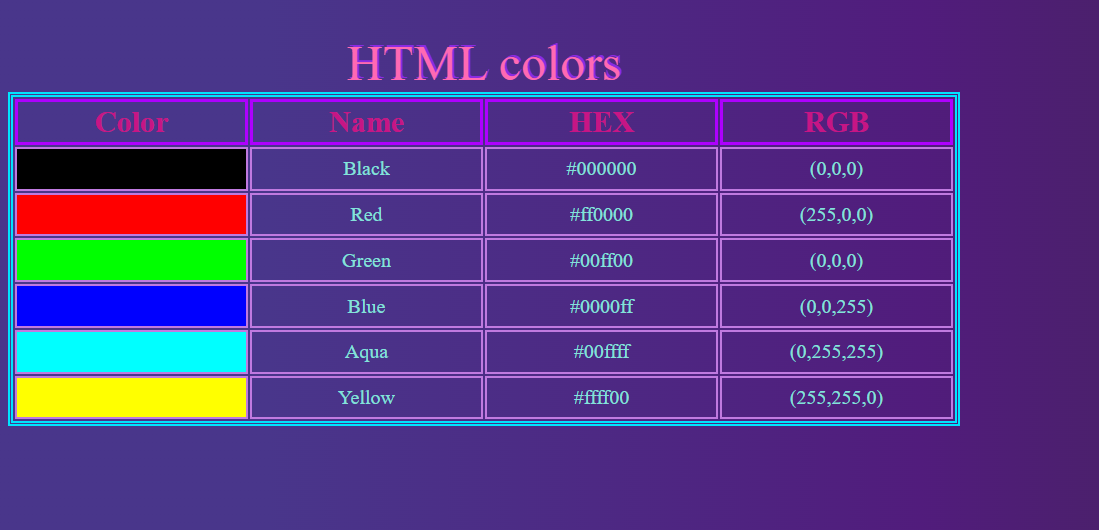 HTML colors
Color Name HEX RGB
Black #000000 (0,0,0)
Red #ff0000 (255,0,0)
Green #00ff00 (0,0,0)
Blue #0000ff (0,0,255)
Aqua #00ffff (0,255,255)
Yellow #ffff00 (255,255,0)